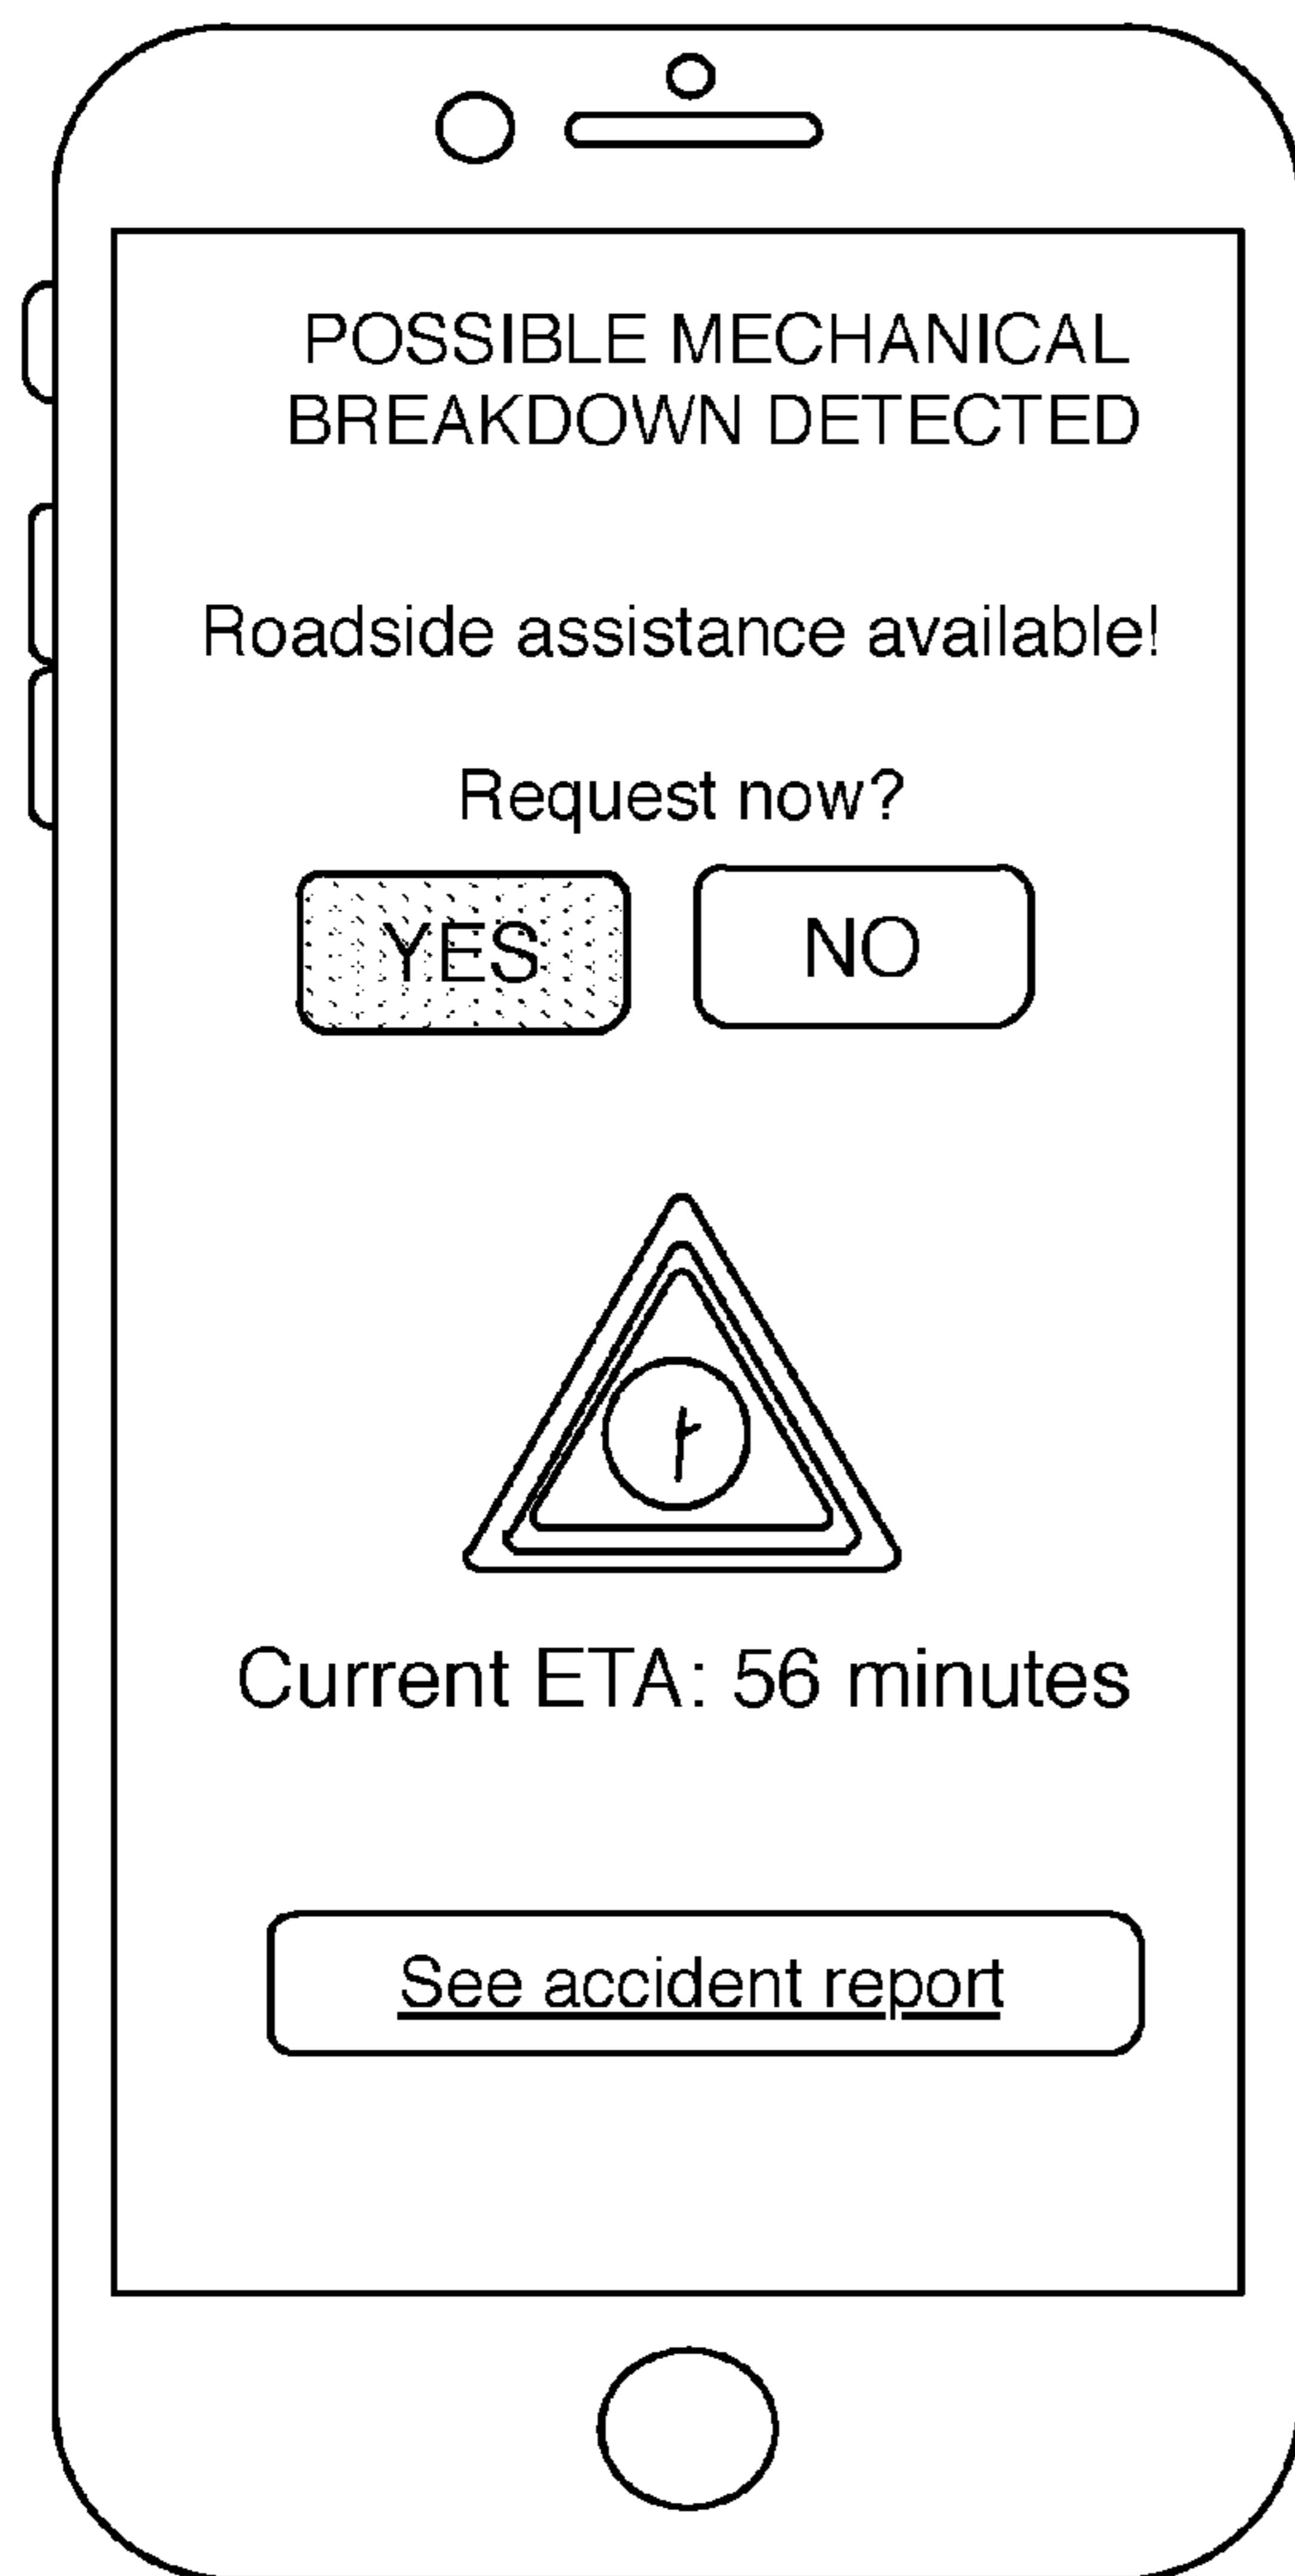 POSSIBLE MECHANICAL
BREAKDOWN DETECTED
Roadside assistance available!
Request now?
YES NO
Current ETA: 56 minutes
See accident report